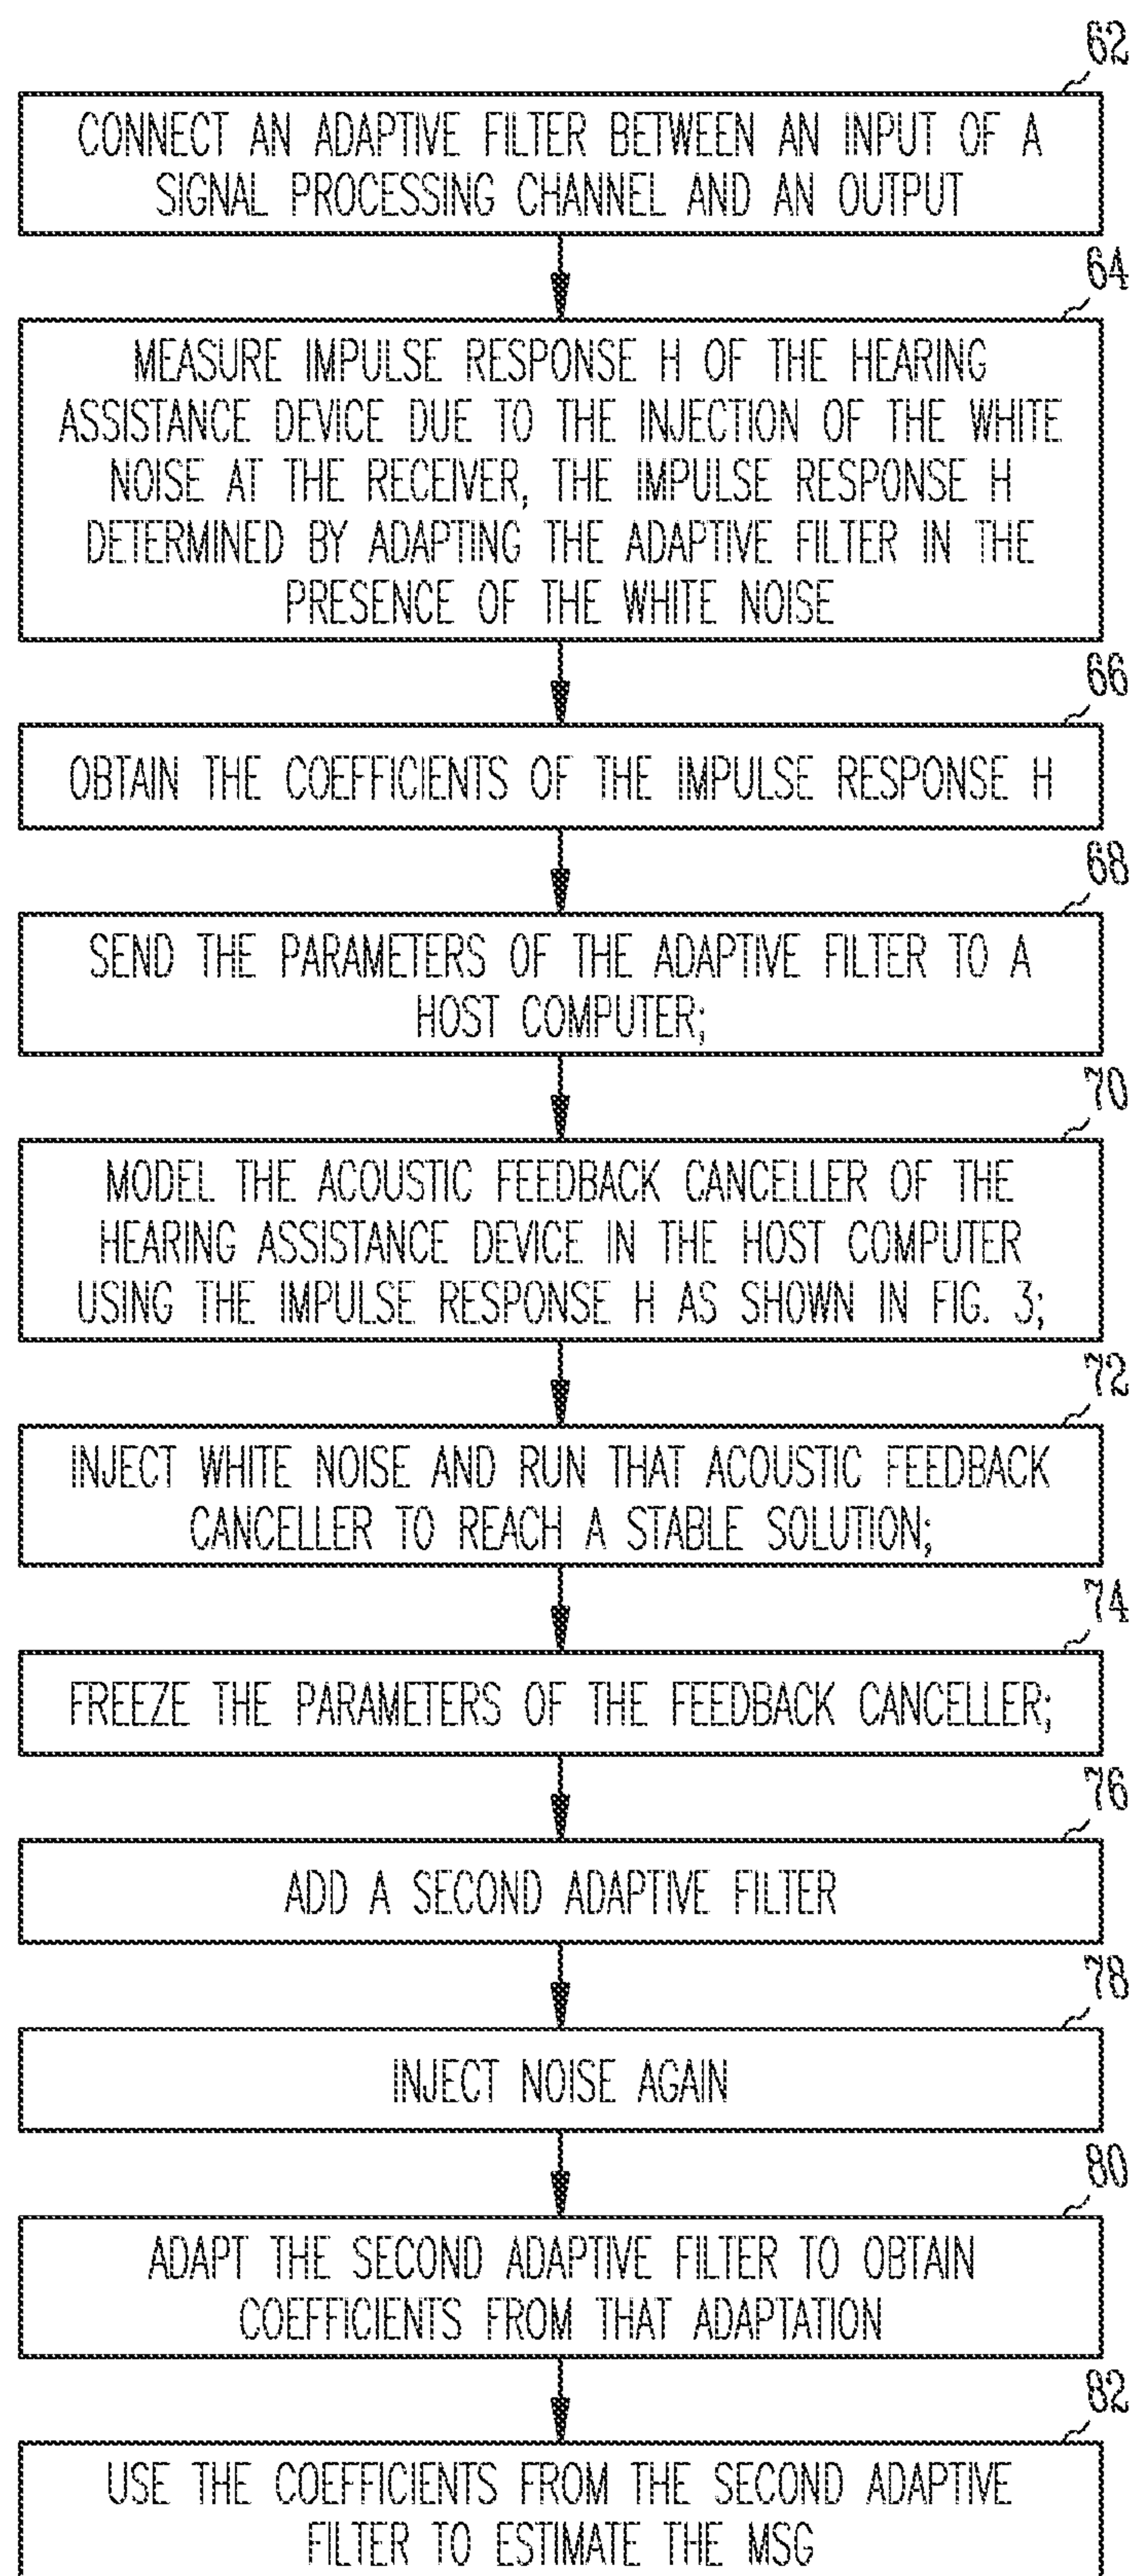 62
CONNECT AN ADAPTIVE FILTER BETWEEN AN INPUT OF A
SIGNAL PROCESSING CHANNEL AND AN OUTPUT
64
MEASURE IMPULSE RESPONSE H OF THE HEARING
ASSISTANCE DEVICE DUE TO THE INJECTION OF THE WHITE
NOISE AT THE RECEIVER, THE IMPULSE RESPONSE H
DETERMINED BY ADAPTING THE ADAPTIVE FILTER IN THE
PRESENCE OF THE WHITE NOISE
66
OBTAIN THE COEFFICIENTS OF THE IMPULSE RESPONSE H
68
SEND THE PARAMETERS OF THE ADAPTIVE FILTER TO A
HOST COMPUTER;
70
MODEL THE ACOUSTIC FEEDBACK CANCELLER OF THE
HEARING ASSISTANCE DEVICE IN THE HOST COMPUTER
USING THE IMPULSE RESPONSE H AS SHOWN IN FIG. 3;
72
INJECT WHITE NOISE AND RUN THAT ACOUSTIC FEEDBACK
CANCELLER TO REACH A STABLE SOLUTION;
74
FREEZE THE PARAMETERS OF THE FEEDBACK CANCELLER;
76
ADD A SECOND ADAPTIVE FILTER
78
INJECT NOISE AGAIN
80
ADAPT THE SECOND ADAPTIVE FILTER TO OBTAIN
COEFFICIENTS FROM THAT ADAPTATION
82
USE THE COEFFICIENTS FROM THE SECOND ADAPTIVE
FILTER TO ESTIMATE THE MSG